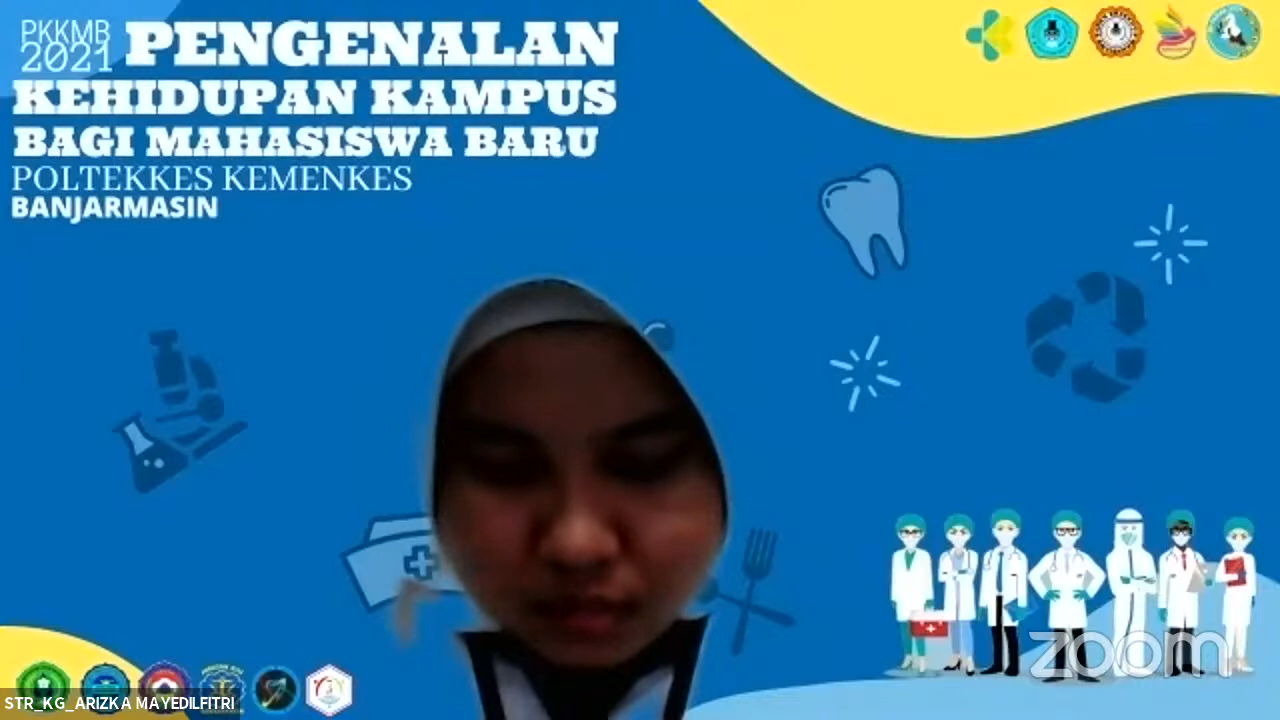 PKKMB
2021
PENGENALAN
KEHIDUPAN KAMPUS
BAGI MAHASISWA BARU
POLTEKKES KEMENKES
BANJARMASIN
zoom
STR_KG_ARIZKA MAYEDILFITRI